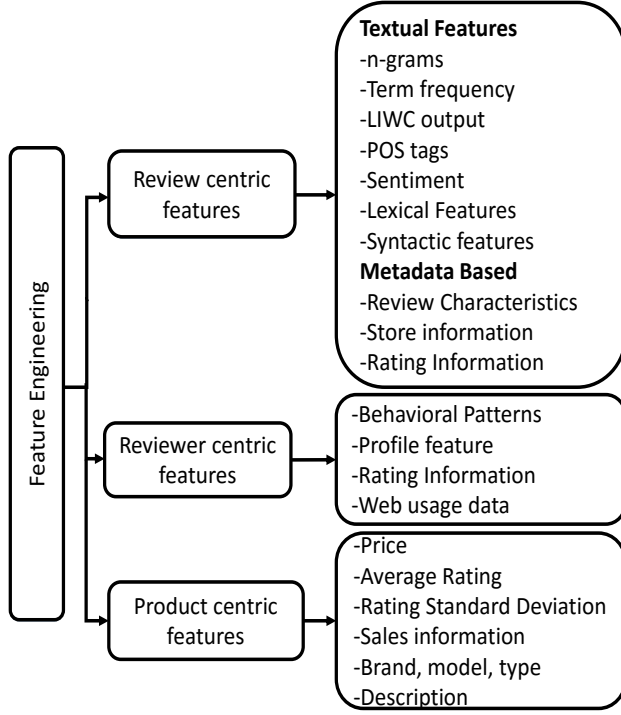 Feature Engineering
Review centric
features
Textual Features
-n-grams
-Term frequency
-LIWC output
-POS tags
-Sentiment
-Lexical Features
-Syntactic features
Metadata Based
-Review Characteristics
-Store information
-Rating Information
Reviewer centric
features
-Behavioral Patterns
-Profile feature
-Rating Information
-Web usage data
Product centric
features
-Price
-Average Rating
-Rating Standard Deviation
-Sales information
-Brand, model, type
-Description